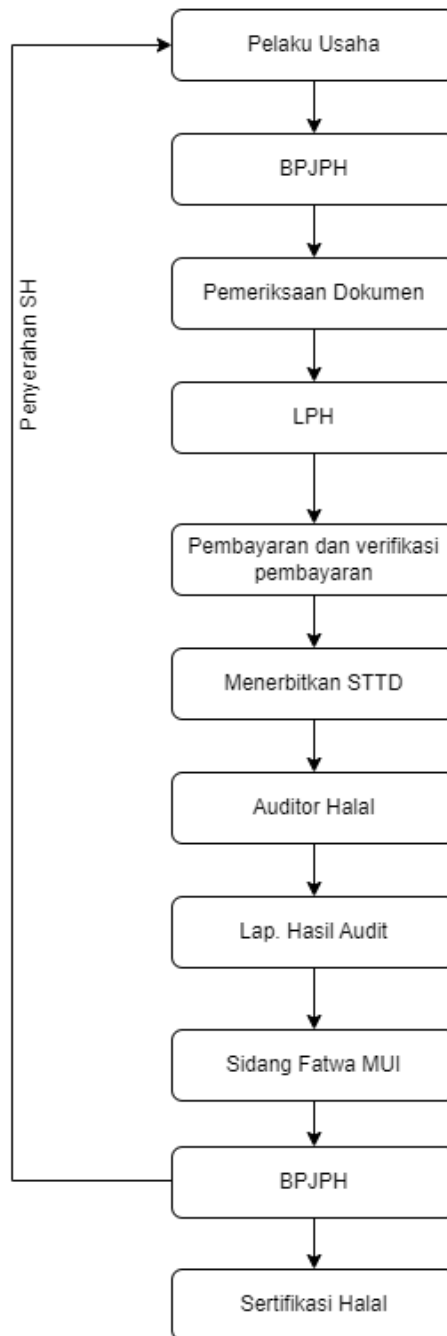 Pelaku Usaha
BPJPH
Pemeriksaan Dokumen
Penyerahan SH
LPH
Pembayaran dan verifikasi
pembayaran
Menerbitkan STTD
Auditor Halal
Lap. Hasil Audit
Sidang Fatwa MUI
BPJPH
Sertifikasi Halal